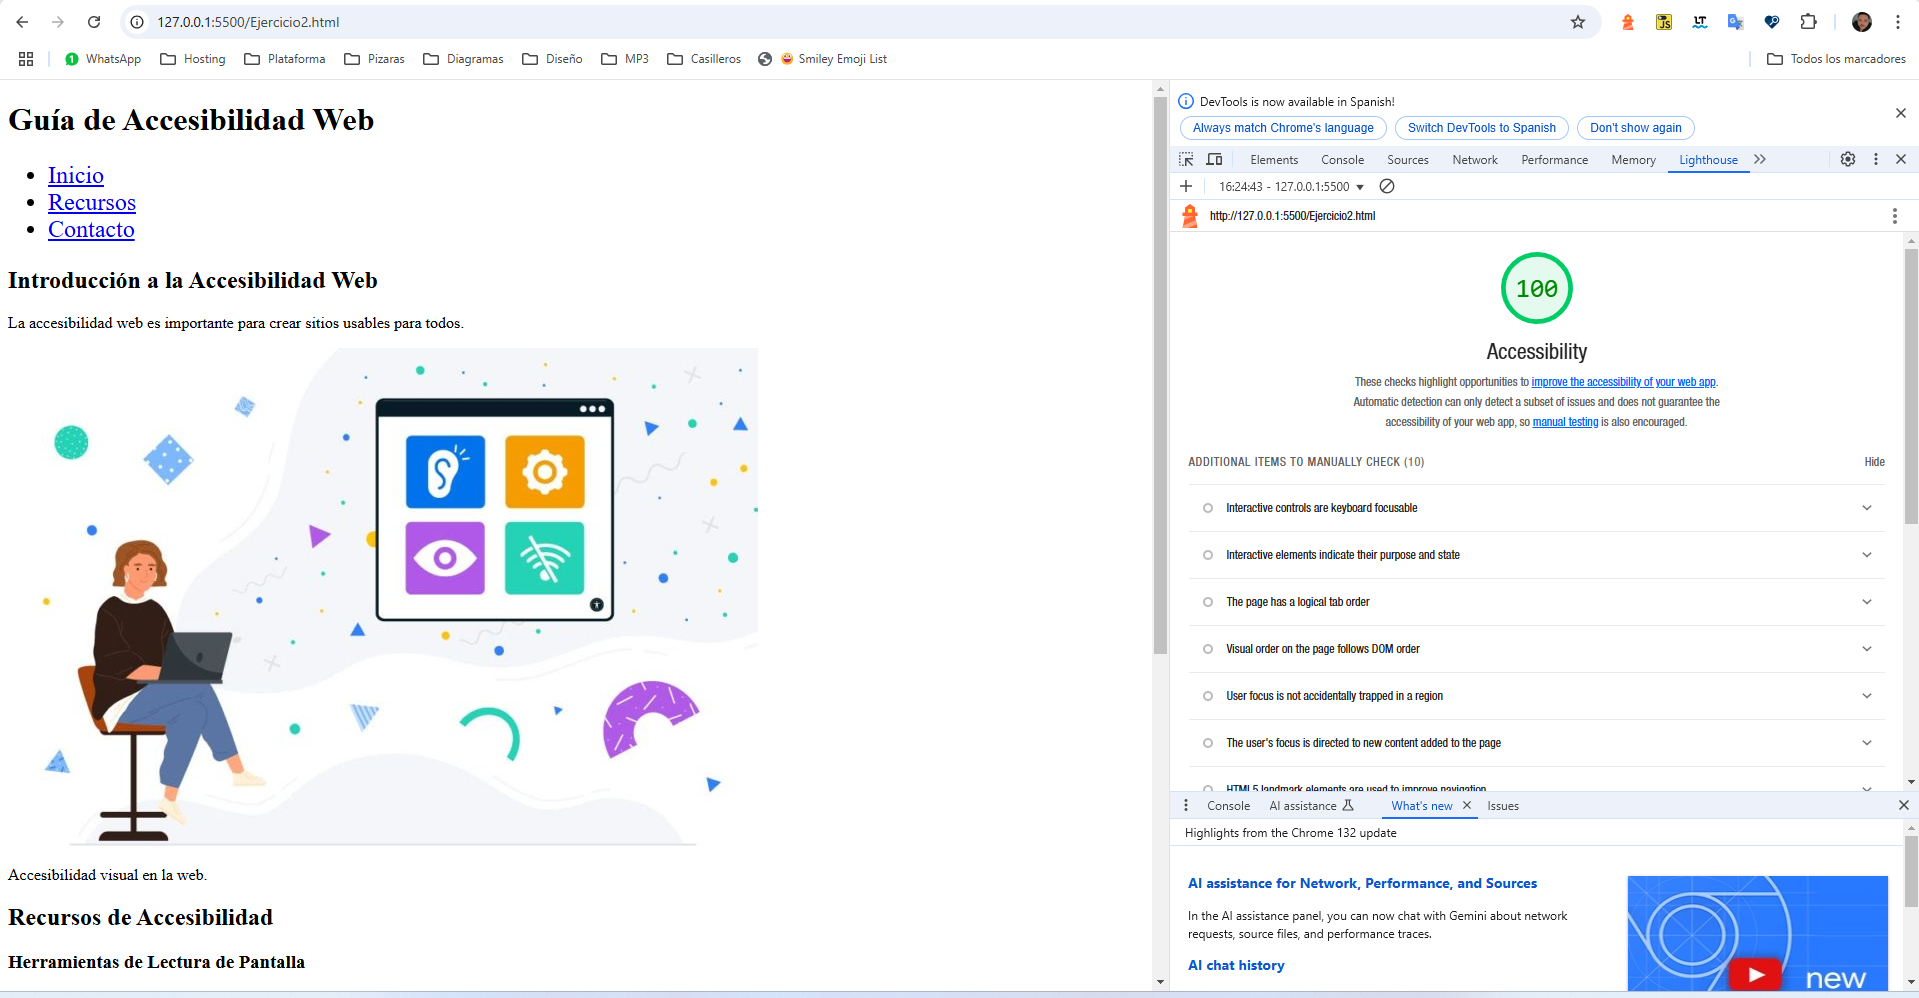 127.0.0.1:5500/Ejercicio2.html
WhatsApp Hosting Plataforma Pizaras Diagramas Diseño MP3 Casilleros Smiley Emoji List Todos los marcadores
Guía de Accesibilidad Web
Inicio
Recursos
Contacto
Introducción a la Accesibilidad Web
La accesibilidad web es importante para crear sitios usables para todos.
Accesibilidad visual en la web.
Recursos de Accesibilidad
Herramientas de Lectura de Pantalla
DevTools is now available in Spanish!
Always match Chrome's language Switch DevTools to Spanish Don't show again
Elements Console Sources Network Performance Memory Lighthouse
16:24:43 - 127.0.0.1:5500
http://127.0.0.1:5500/Ejercicio2.html
100
Accessibility
These checks highlight opportunities to improve the accessibility of your web app.
Automatic detection can only detect a subset of issues and does not guarantee the
accessibility of your web app, so manual testing is also encouraged.
ADDITIONAL ITEMS TO MANUALLY CHECK (10) Hide
Interactive controls are keyboard focusable
Interactive elements indicate their purpose and state
The page has a logical tab order
Visual order on the page follows DOM order
User focus is not accidentally trapped in a region
The user's focus is directed to new content added to the page
HTML5 landmark elements are used to improve navigation
Console AI assistance What's new Issues
Highlights from the Chrome 132 update
AI assistance for Network, Performance, and Sources
In the AI assistance panel, you can now chat with Gemini about network
requests, source files, and performance traces.
AI chat history
new